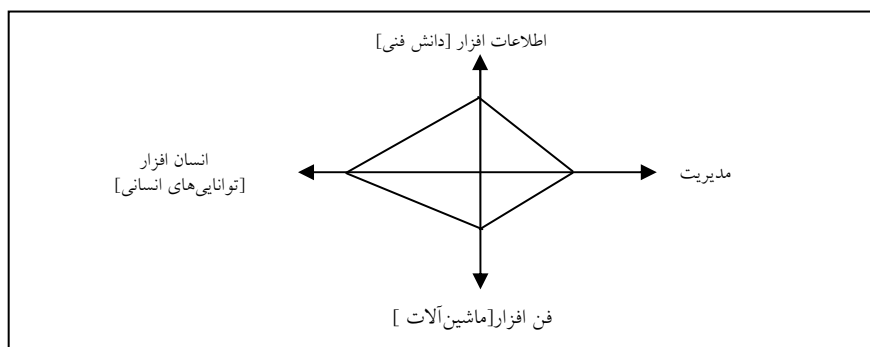 اطلاعات افزار [دانش فنی]
انسان افزار
[توانایی‌های انسانی]
مدیریت
فن افزار[ماشین‌آلات ]